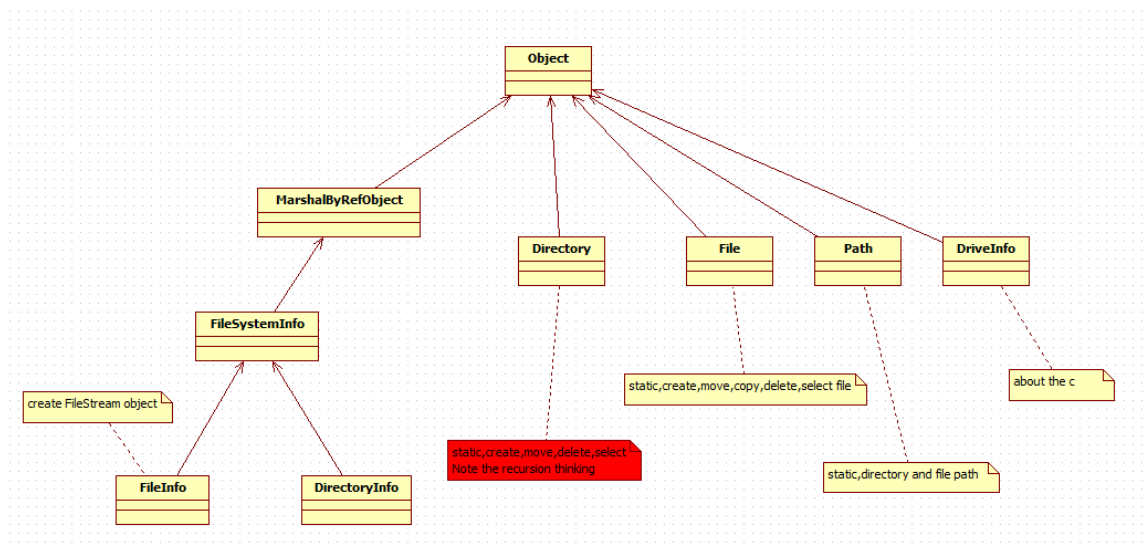 Object
MarshalByRefObject
Directory
File
Path
DriveInfo
FileSystemInfo
static,create,move,copy,delete,select file
about the c
create FileStream object
static,create,move,delete,select
Note the recursion thinking
static,directory and file path
FileInfo
DirectoryInfo